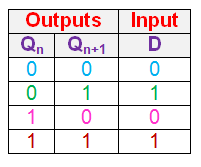 Outputs Input
Qn Qn+1 D
0 0 0
0 1 1
1 0 0
1 1 1